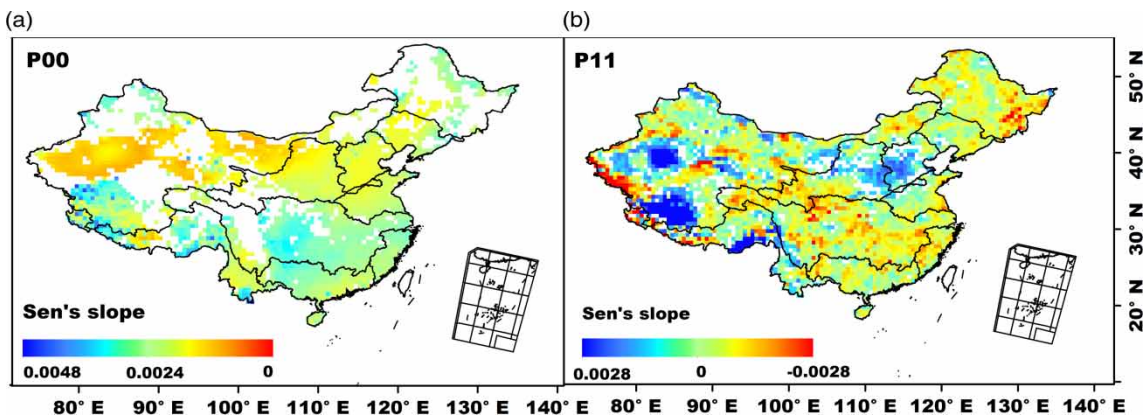 (a)
P00
Sen's slope
0.0048 0.0024 0
80° E 90° E 100° E 110° E 120° E 130° E 140° E
(b)
P11
Sen's slope
0.0028 0 -0.0028
80° E 90° E 100° E 110° E 120° E 130° E 140° E
50° N
40° N
30° N
20° N